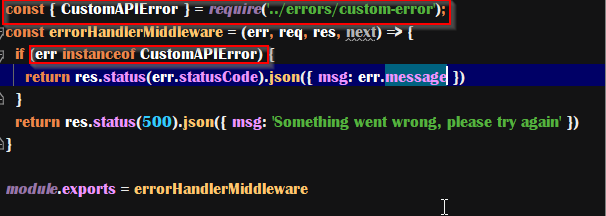 const { CustomAPIError } = require('../errors/custom-error');
const errorHandlerMiddleware = (err, req, res, next) => {
if (err instanceof CustomAPIError) {
return res.status(err.statusCode).json({ msg: err.message })
}
return res.status(500).json({ msg: 'Something went wrong, please try again' })
}
module.exports = errorHandlerMiddleware